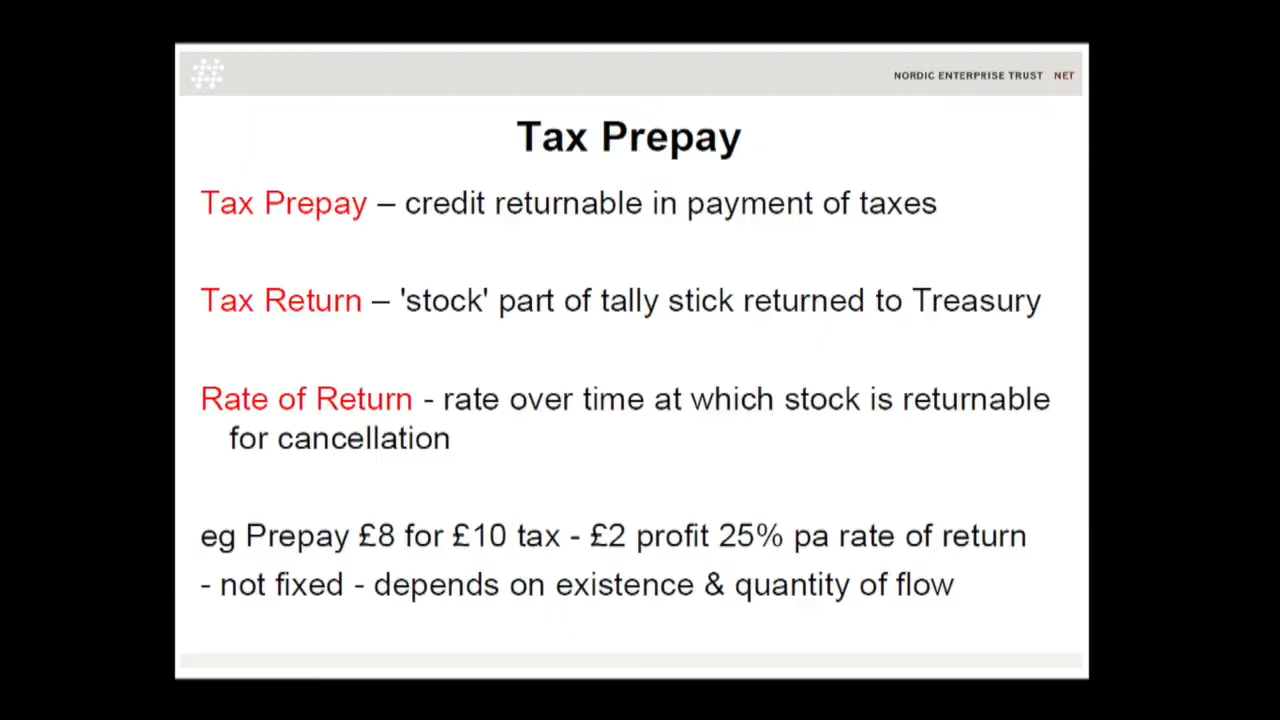 NORDIC ENTERPRISE TRUST NET
Tax Prepay
Tax Prepay – credit returnable in payment of taxes
Tax Return – 'stock' part of tally stick returned to Treasury
Rate of Return - rate over time at which stock is returnable
for cancellation
eg Prepay £8 for £10 tax - £2 profit 25% pa rate of return
- not fixed - depends on existence & quantity of flow